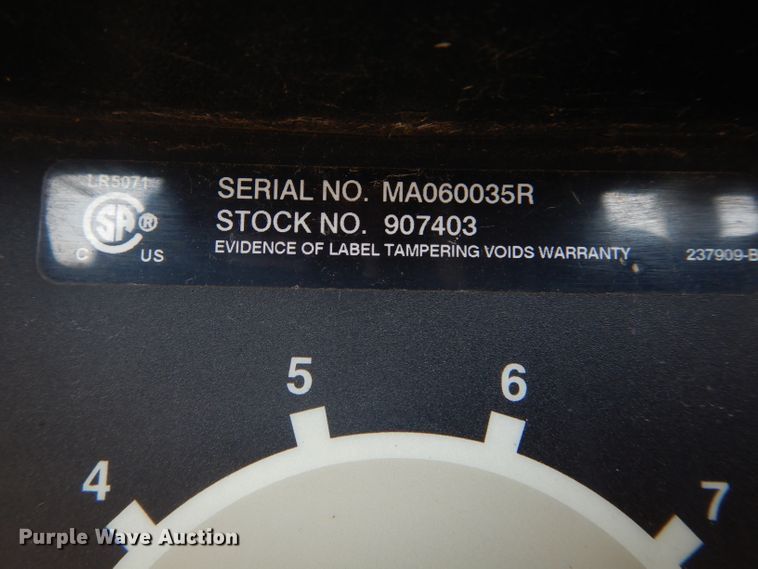 LR5071
SERIAL NO. MA060035R
SA ®
STOCK NO. 907403
C US
EVIDENCE OF LABEL TAMPERING VOIDS WARRANTY
237909-B
5
6
4
7
Purple Wave Auction